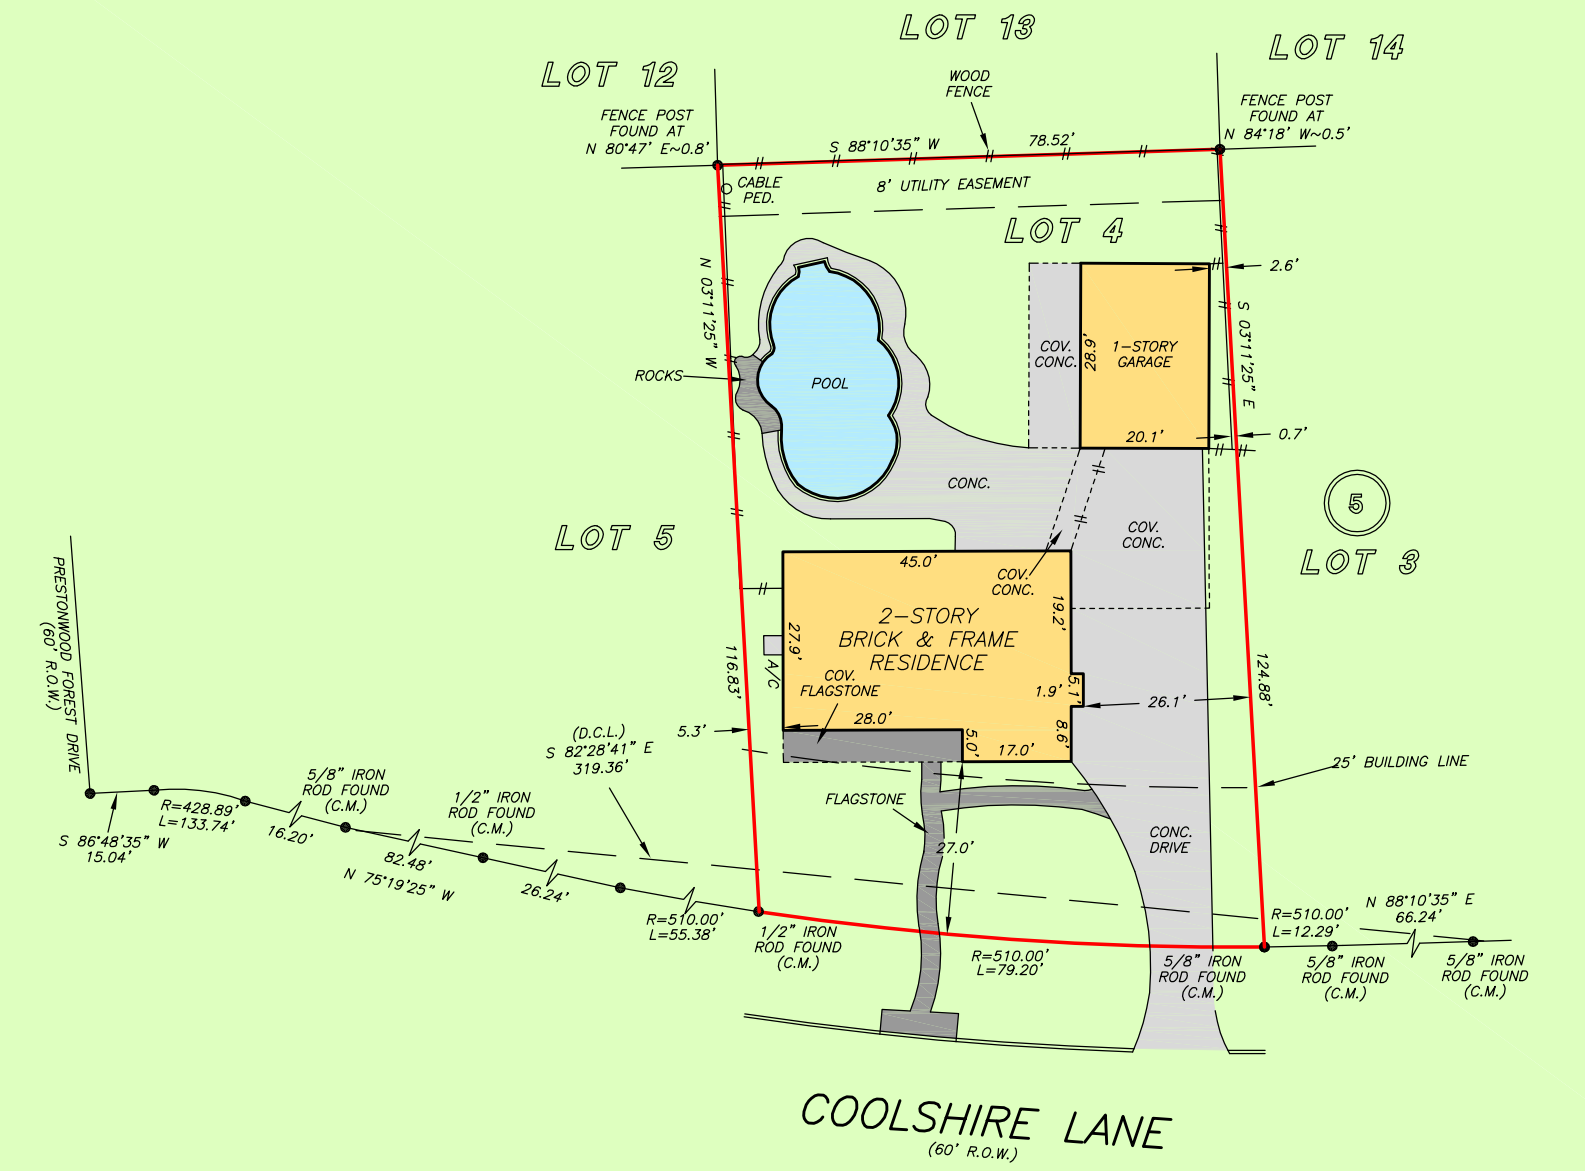 LOT 13
LOT 14
LOT 12
WOOD
FENCE
FENCE POST
FOUND AT
N 80°47' E~0.8'
FENCE POST
FOUND AT
N 84°18' W~0.5'
S 88°10'35" W
78.52'
CABLE
PED.
8' UTILITY EASEMENT
LOT 4
N 03°11'25" W
2.6'
S 03°11'25" E
COV.
CONC.
28.9'
1-STORY
GARAGE
ROCKS
POOL
20.1'
0.7'
CONC.
5
COV.
CONC.
LOT 5
LOT 3
45.0'
COV.
CONC.
PRESTONWOOD FOREST DRIVE
(60' R.O.W.)
27.9'
2-STORY
BRICK & FRAME
RESIDENCE
19.2'
A/C
116.83'
COV.
FLAGSTONE
1.9'
5.1'
26.1'
124.88'
28.0'
5.3'
5.0'
17.0'
8.6'
(D.C.L.)
S 82°28'41" E
319.36'
25' BUILDING LINE
5/8" IRON
ROD FOUND
(C.M.)
1/2" IRON
ROD FOUND
(C.M.)
R=428.89'
L=133.74'
S 86°48'35" W
15.04'
16.20'
82.48'
N 75°19'25" W
26.24'
FLAGSTONE
27.0'
CONC.
DRIVE
R=510.00'
L=55.38'
1/2" IRON
ROD FOUND
(C.M.)
R=510.00'
L=79.20'
R=510.00'
L=12.29'
N 88°10'35" E
66.24'
5/8" IRON
ROD FOUND
(C.M.)
5/8" IRON
ROD FOUND
(C.M.)
5/8" IRON
ROD FOUND
(C.M.)
COOLSHIRE LANE
(60' R.O.W.)